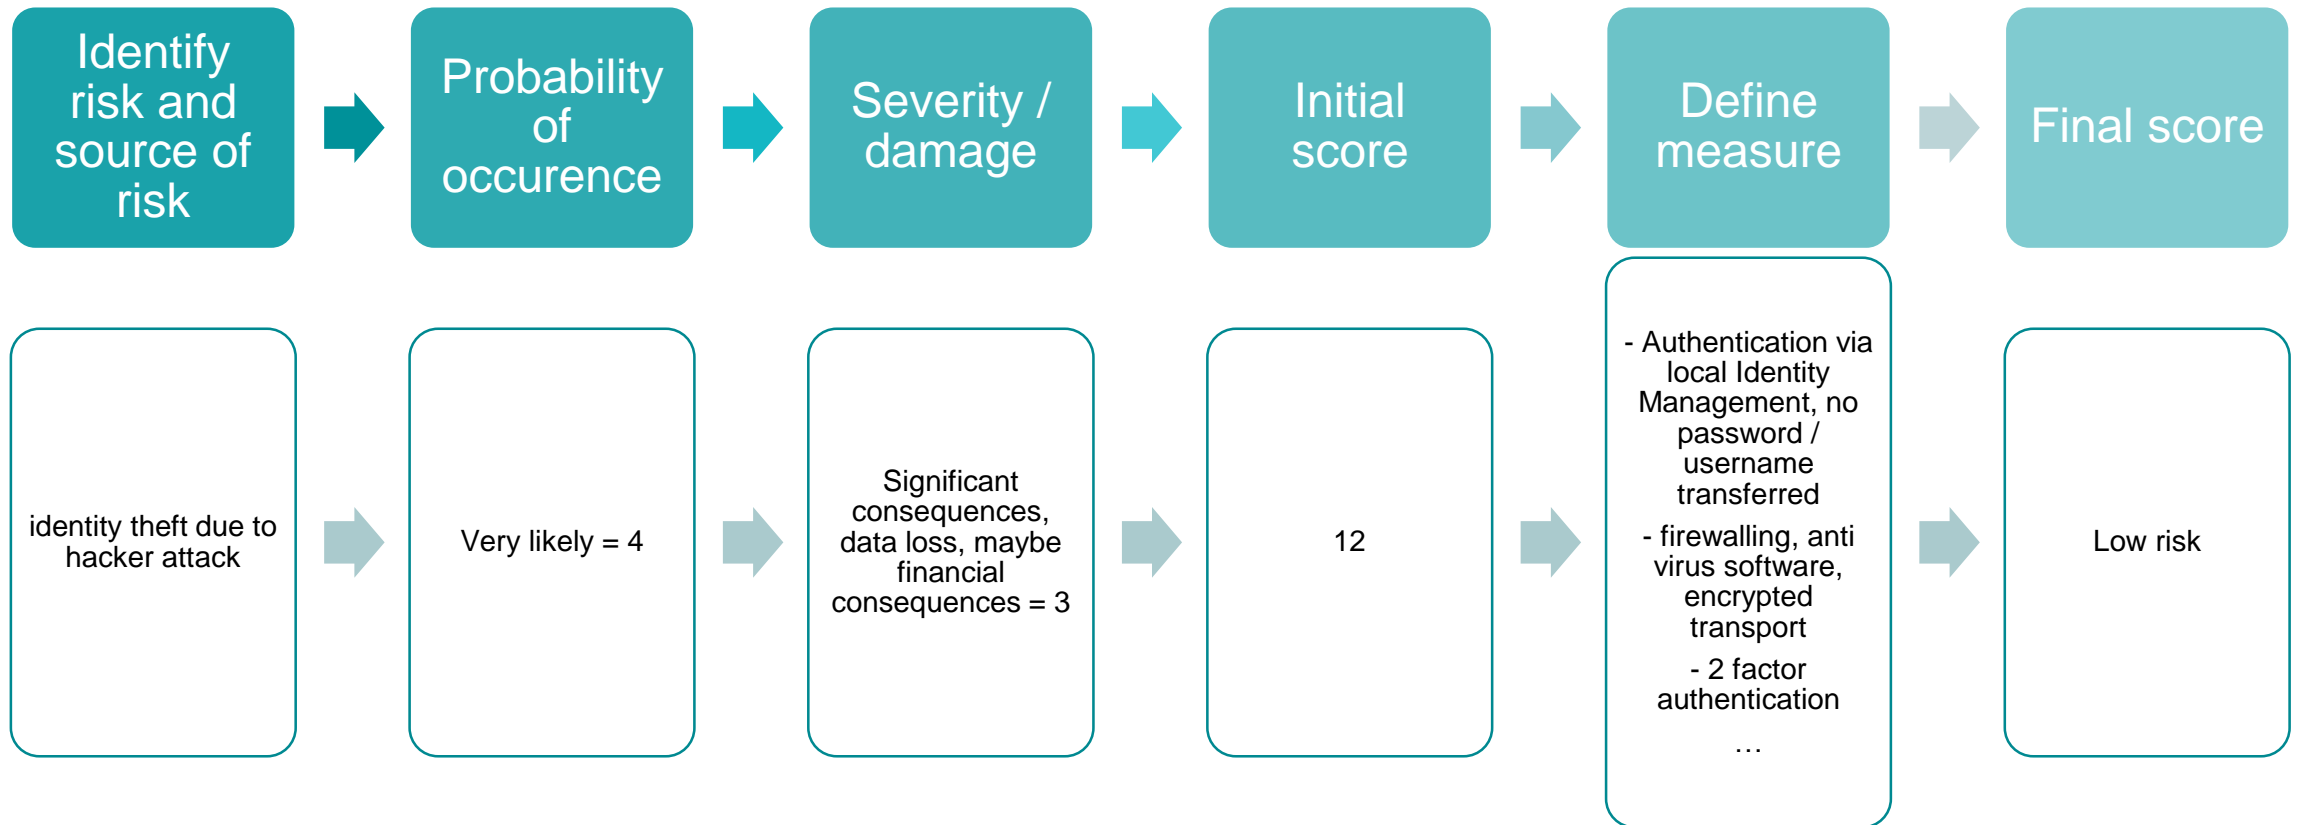 Identify
risk and
source of
risk
Probability
of
occurence
Severity /
damage
Initial
score
Define
measure
Final score
identity theft due to
hacker attack
Very likely = 4
Significant
consequences,
data loss, maybe
financial
consequences = 3
12
- Authentication via
local Identity
Management, no
password /
username
transferred
- firewalling, anti
virus software,
encrypted
transport
- 2 factor
authentication
…
Low risk